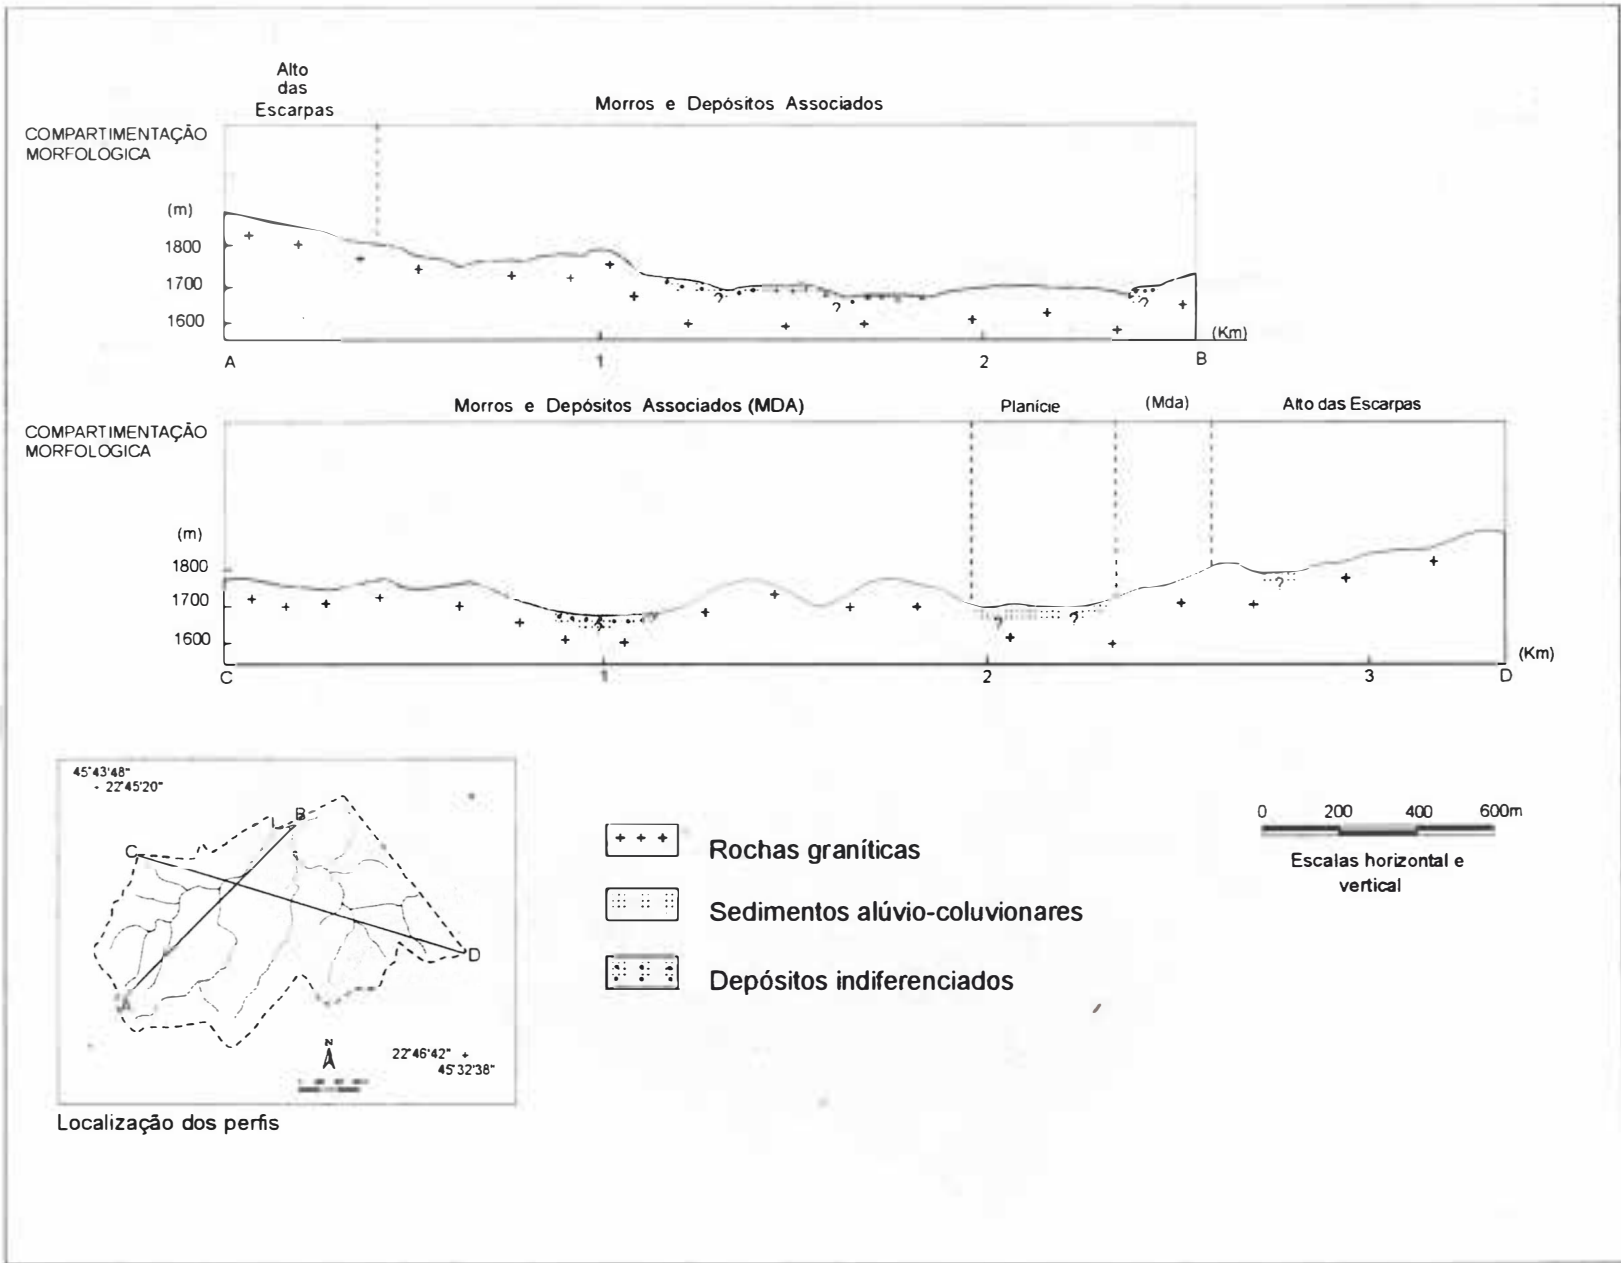 Alto
das
Escarpas
Morros e Depósitos Associados
COMPARTIMENTAÇÃO
MORFOLOGICA
(m)
1800
1700
1600
? ? ?
(Km)
A 1 2 B
Morros e Depósitos Associados (MDA) Planície (Mda) Alto das Escarpas
COMPARTIMENTAÇÃO
MORFOLOGICA
(m)
1800
1700
1600
? ? ? ? ?
(Km)
C 1 2 3 D
45°43'48"
22°45'20"
B
C
D
A
N
22°46'42"
45°32'38"
Localização dos perfis
Rochas graníticas
Sedimentos alúvio-coluvionares
Depósitos indiferenciados
0 200 400 600m
Escalas horizontal e
vertical